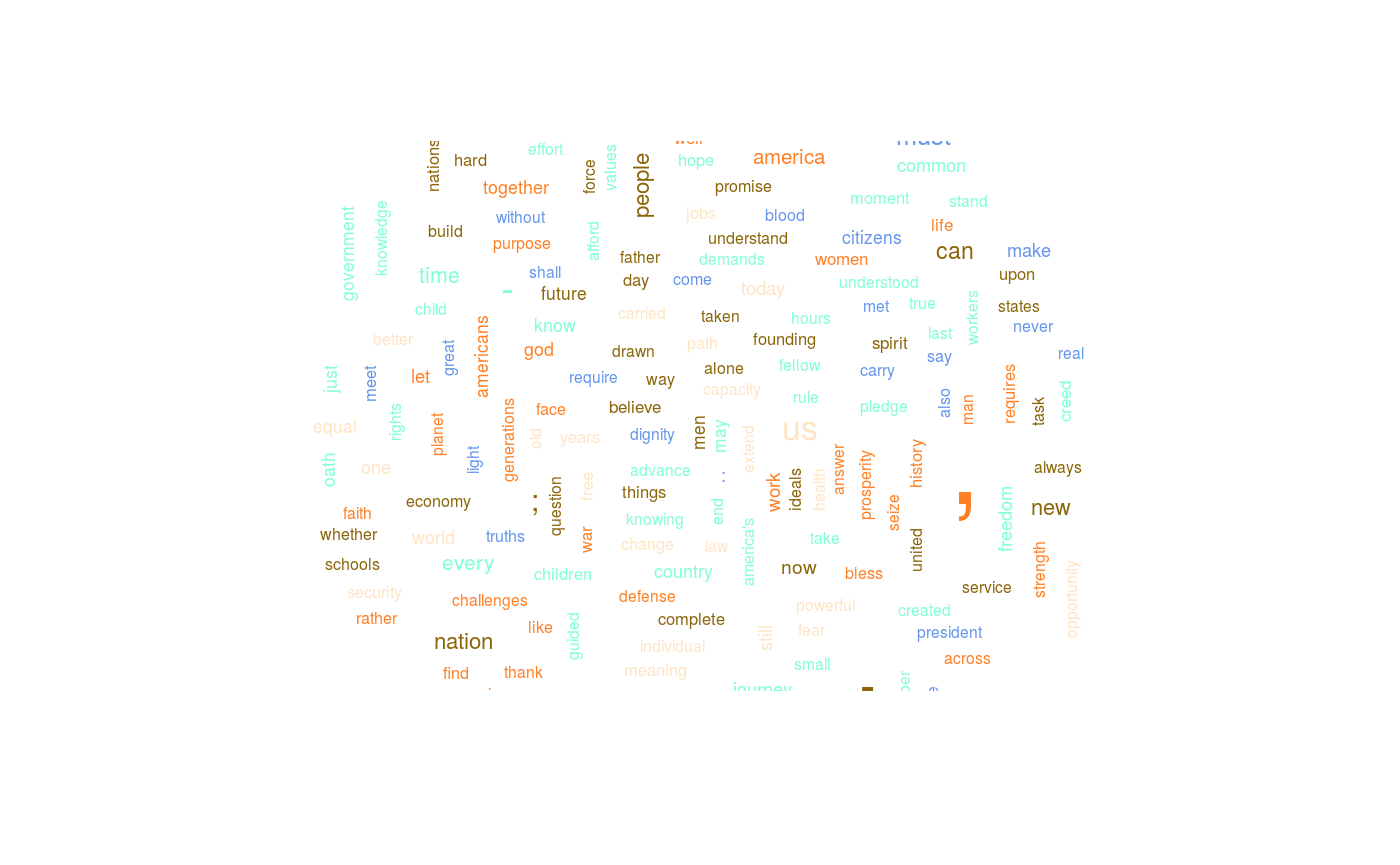 nations
hard
effort
force
values
people
well
hope
america
must
common
together
promise
moment
stand
government
knowledge
without
jobs
blood
life
build
purpose
afford
understand
citizens
can
make
father
demands
women
time
shall
day
come
understood
upon
-
future
today
child
carried
taken
hours
met
true
workers
states
better
great
americans
know
path
founding
spirit
last
never
god
drawn
say
real
just
meet
let
require
way
alone
fellow
carry
capacity
rule
pledge
also
man
requires
task
creed
equal
rights
planet
generations
face
believe
old
years
dignity
men
may
extend
us
oath
one
light
advance
:
work
ideals
health
answer
prosperity
history
always
economy
;
question
free
things
end
seize
,
freedom
new
faith
whether
world
truths
war
knowing
change
law
america's
take
united
schools
every
children
country
now
bless
strength
opportunity
service
security
challenges
defense
complete
powerful
created
rather
like
guided
still
fear
president
nation
individual
across
find
thank
meaning
small
journey
-